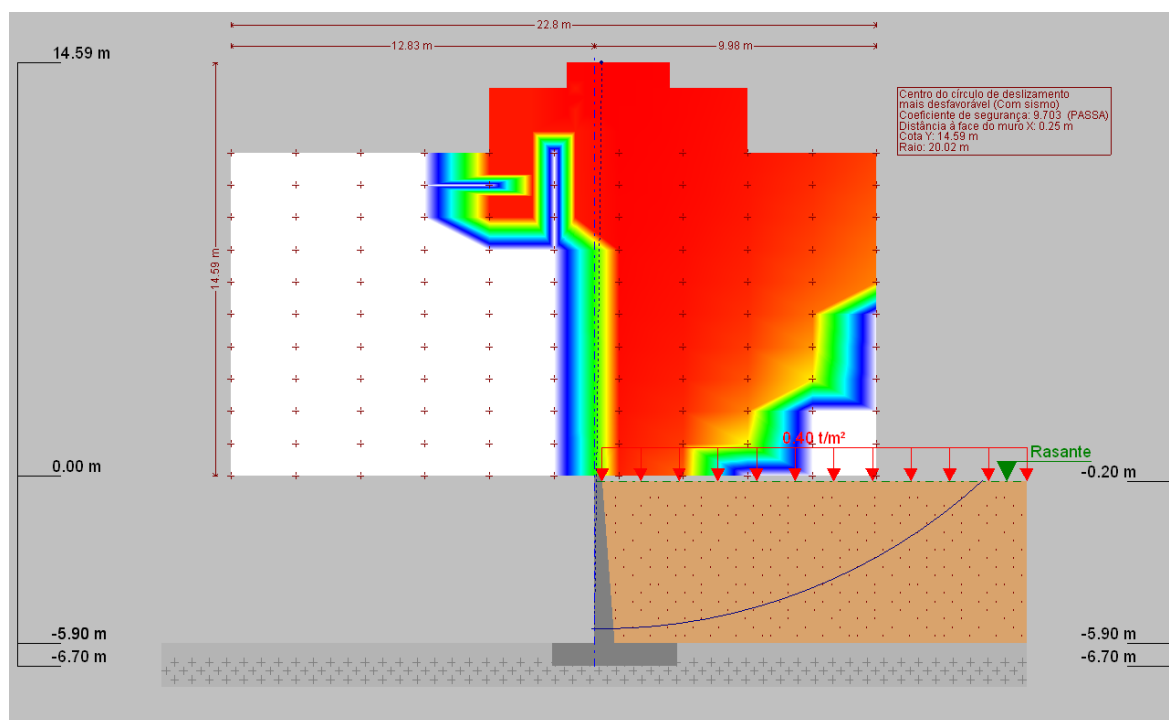 22.8 m
12.83 m
9.98 m
14.59 m
Centro do círculo de deslizamento
mais desfavorável (Com sismo)
Coeficiente de segurança: 9.703 (PASSA)
Distância à face do muro X: 0.25 m
Cota Y: 14.59 m
Raio: 20.02 m
14.59 m
0.40 t/m²
Rasante
0.00 m
-0.20 m
-5.90 m
-5.90 m
-6.70 m
-6.70 m